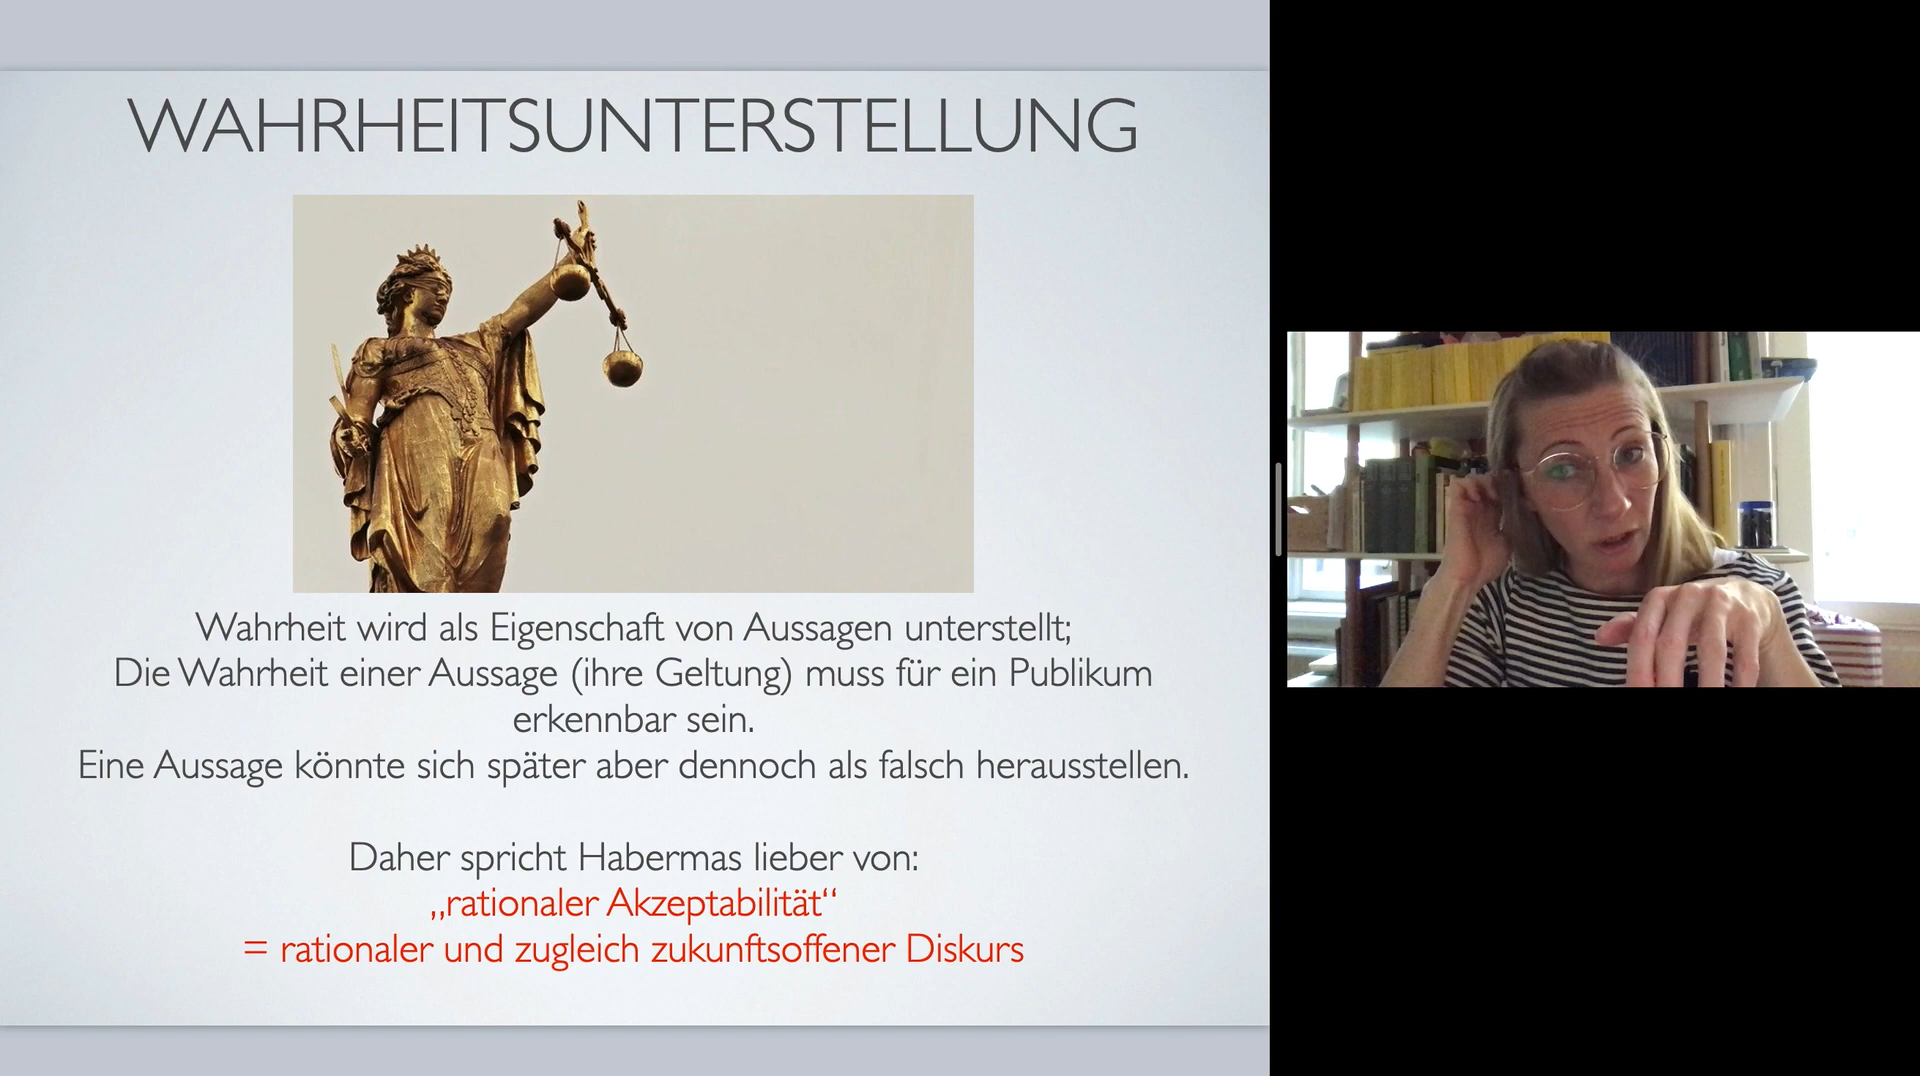 WAHRHEITSUNTERSTELLUNG
Wahrheit wird als Eigenschaft von Aussagen unterstellt;
Die Wahrheit einer Aussage (ihre Geltung) muss für ein Publikum
erkennbar sein.
Eine Aussage könnte sich später aber dennoch als falsch herausstellen.
Daher spricht Habermas lieber von:
„rationaler Akzeptabilität“
= rationaler und zugleich zukunftsoffener Diskurs